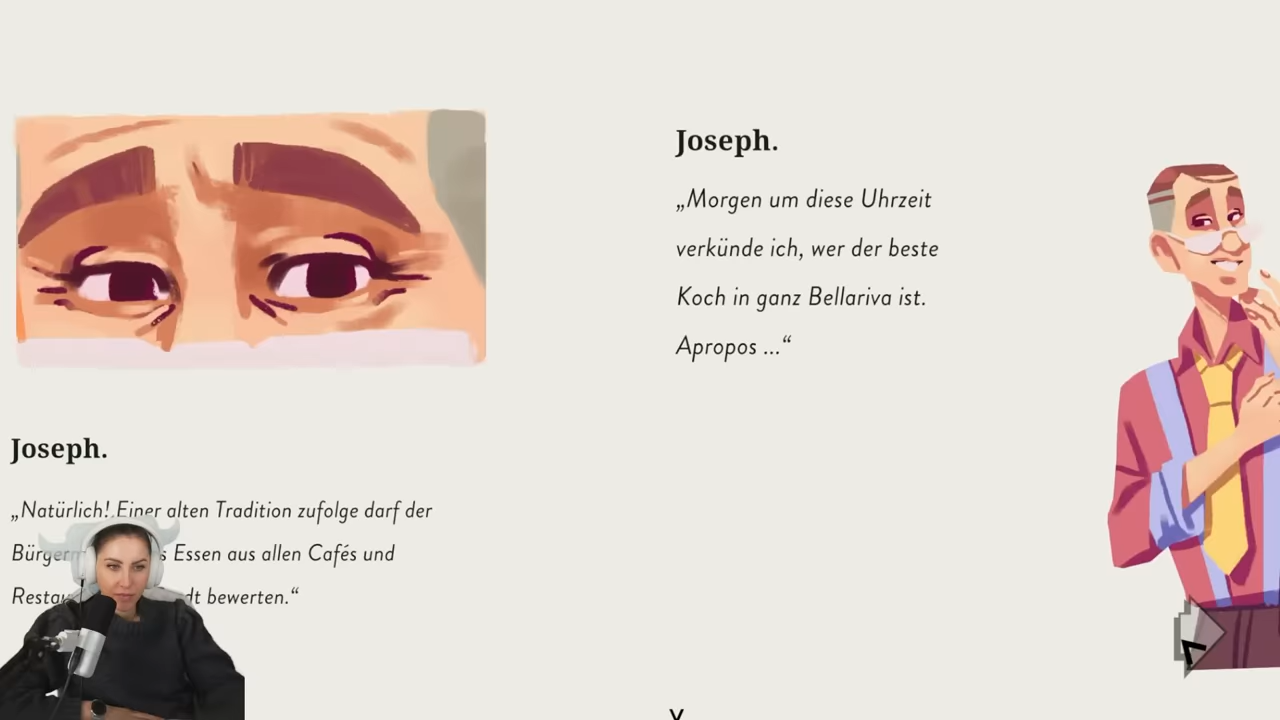 Joseph.
„Natürlich! Einer alten Tradition zufolge darf der
Essen aus allen Cafés und
bewerten.“
Joseph.
„Morgen um diese Uhrzeit
verkünde ich, wer der beste
Koch in ganz Bellariva ist.
Apropos ...“